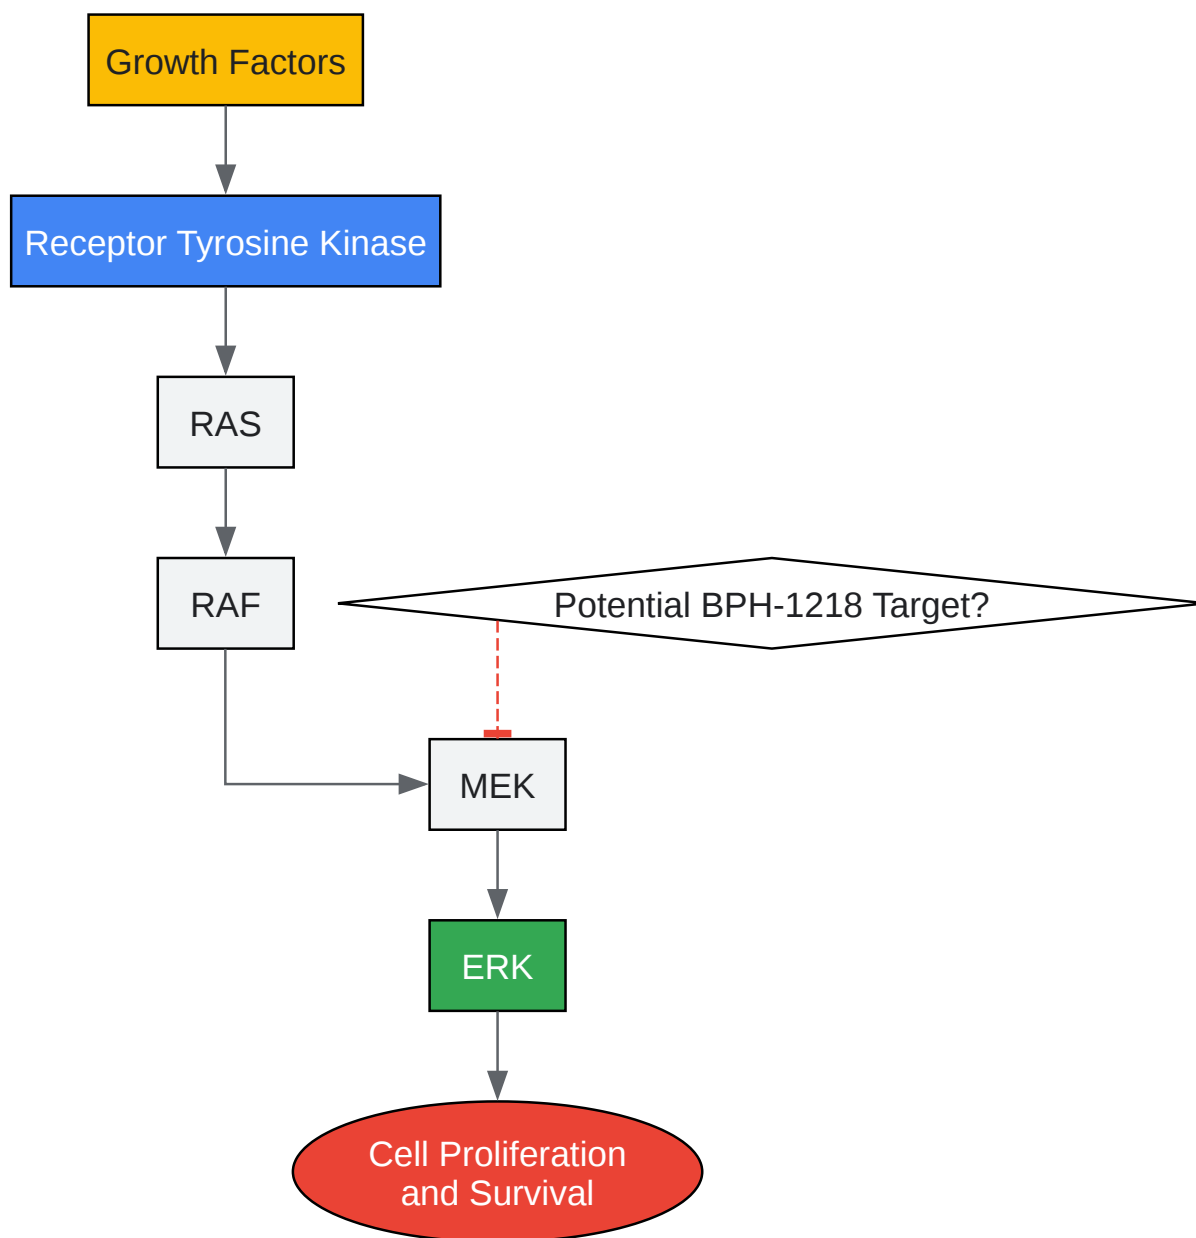 Growth Factors
Receptor Tyrosine Kinase
RAS
RAF
Potential BPH-1218 Target?
MEK
ERK
Cell Proliferation
and Survival